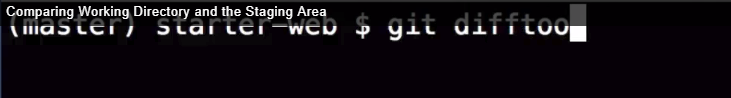 Comparing Working Directory and the Staging Area
(master) starter-web $ git difftoo